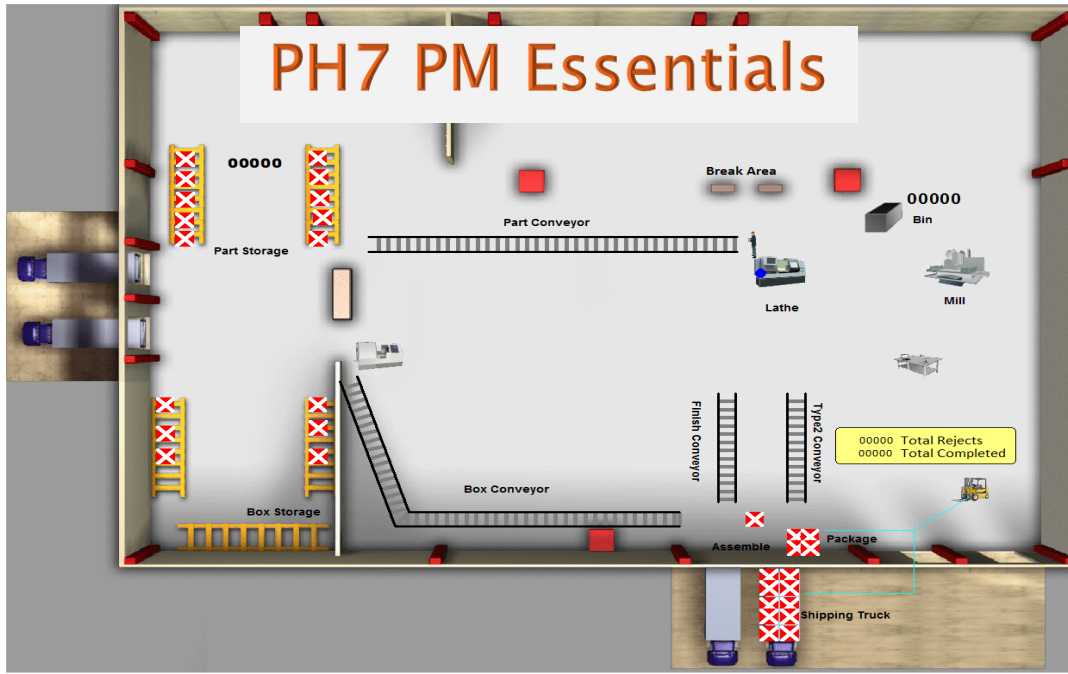 PH7 PM Essentials
00000
Break Area
00000
Bin
Part Conveyor
Part Storage
Mill
Lathe
Finish Conveyor
Type2 Conveyor
00000 Total Rejects
00000 Total Completed
Box Conveyor
Box Storage
Package
Assemble
Shipping Truck